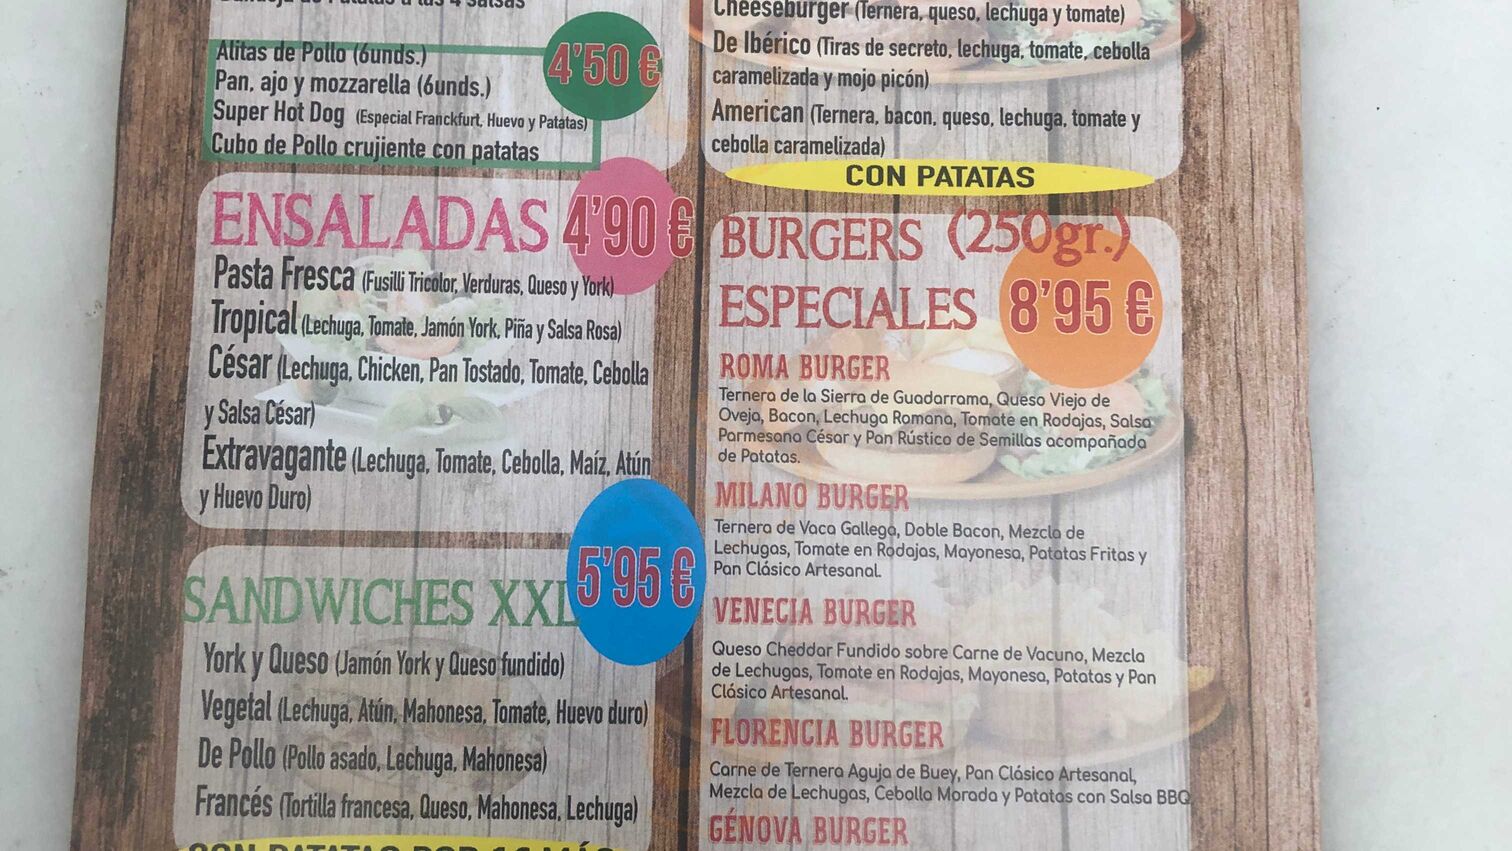 Alitas de Pollo (6unds.)
Pan, ajo y mozzarella (6unds.)
Super Hot Dog (Especial Franckfurt, Huevo y Patatas)
Cubo de Pollo crujiente con patatas
4'50 €
ENSALADAS 4'90 €
Pasta Fresca (Fusilli Tricolor, Verduras, Queso y York)
Tropical (Lechuga, Tomate, Jamón York, Piña y Salsa Rosa)
César (Lechuga, Chicken, Pan Tostado, Tomate, Cebolla
y Salsa César)
Extravagante (Lechuga, Tomate, Cebolla, Maíz, Atún
y Huevo Duro)
SANDWICHES XXL 5'95 €
York y Queso (Jamón York y Queso fundido)
Vegetal (Lechuga, Atún, Mahonesa, Tomate, Huevo duro)
De Pollo (Pollo asado, Lechuga, Mahonesa)
Francés (Tortilla francesa, Queso, Mahonesa, Lechuga)
CON PATATAS POR 1€ MÁS
Cheeseburger (Ternera, queso, lechuga y tomate)
De Ibérico (Tiras de secreto, lechuga, tomate, cebolla
caramelizada y mojo picón)
American (Ternera, bacon, queso, lechuga, tomate y
cebolla caramelizada)
CON PATATAS
BURGERS (250gr.)
ESPECIALES 8'95 €
ROMA BURGER
Ternera de la Sierra de Guadarrama, Queso Viejo de
Oveja, Bacon, Lechuga Romana, Tomate en Rodajas, Salsa
Parmesana César y Pan Rústico de Semillas acompañada
de Patatas.
MILANO BURGER
Ternera de Vaca Gallega, Doble Bacon, Mezcla de
Lechugas, Tomate en Rodajas, Mayonesa, Patatas Fritas y
Pan Clásico Artesanal.
VENECIA BURGER
Queso Cheddar Fundido sobre Carne de Vacuno, Mezcla
de Lechugas, Tomate en Rodajas, Mayonesa, Patatas y Pan
Clásico Artesanal.
FLORENCIA BURGER
Carne de Ternera Aguja de Buey, Pan Clásico Artesanal,
Mezcla de Lechugas, Cebolla Morada y Patatas con Salsa BBQ
GÉNOVA BURGER